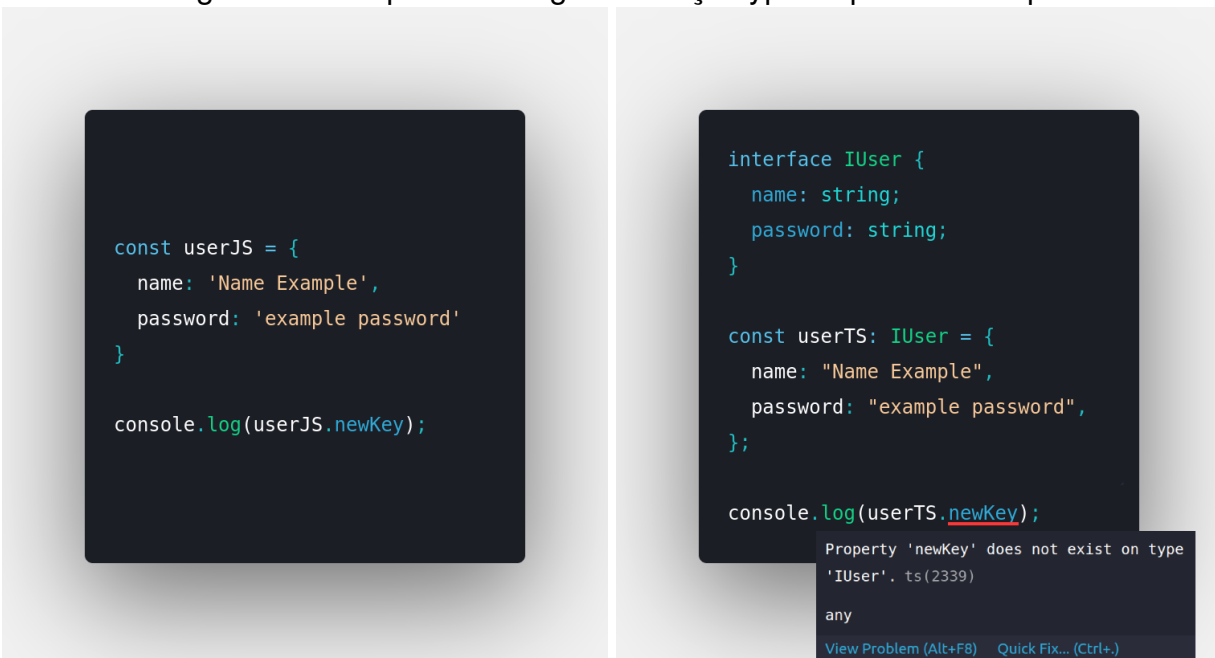 const userJS = {
  name: 'Name Example',
  password: 'example password'
}
console.log(userJS.newKey);
interface IUser {
  name: string;
  password: string;
}
const userTS: IUser = {
  name: "Name Example",
  password: "example password",
};
console.log(userTS.newKey);
Property 'newKey' does not exist on type
'IUser'. ts(2339)
any
View Problem (Alt+F8) Quick Fix... (Ctrl+.)